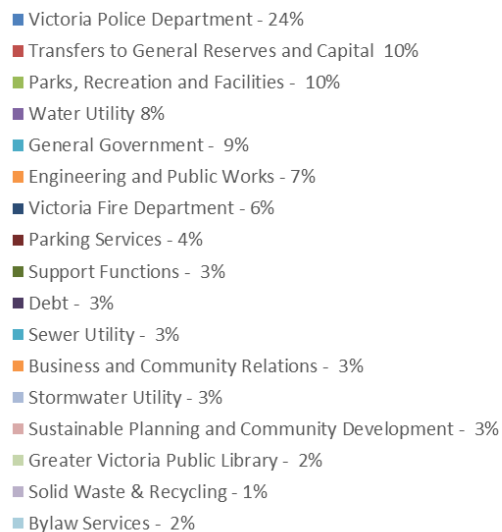 Victoria Police Department - 24%
Transfers to General Reserves and Capital 10%
Parks, Recreation and Facilities - 10%
Water Utility 8%
General Government - 9%
Engineering and Public Works - 7%
Victoria Fire Department - 6%
Parking Services - 4%
Support Functions - 3%
Debt - 3%
Sewer Utility - 3%
Business and Community Relations - 3%
Stormwater Utility - 3%
Sustainable Planning and Community Development - 3%
Greater Victoria Public Library - 2%
Solid Waste & Recycling - 1%
Bylaw Services - 2%